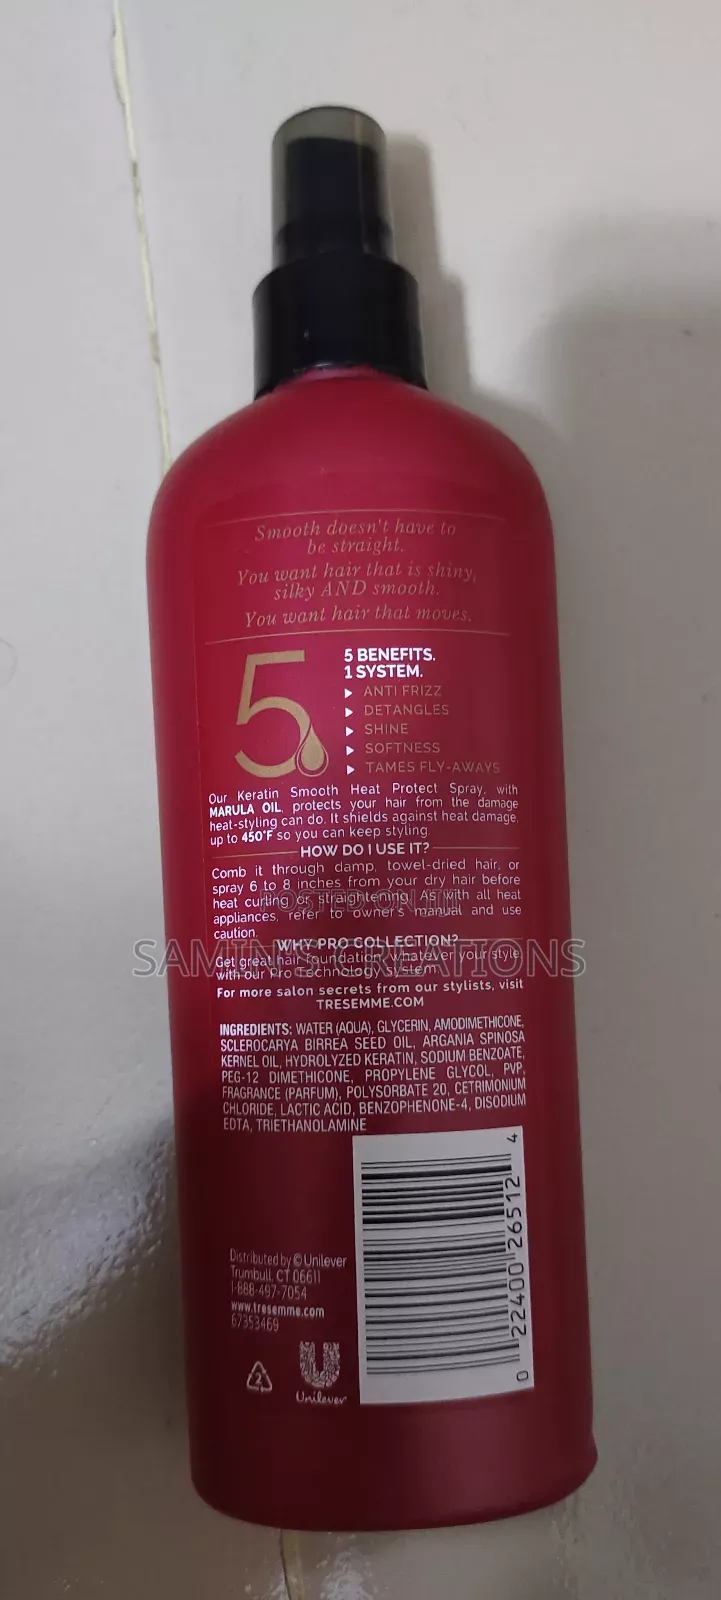 Smooth doesn't have to
be straight.
You want hair that is shiny,
silky AND smooth.
You want hair that moves.
5
5 BENEFITS.
1 SYSTEM.
ANTI FRIZZ
DETANGLES
SHINE
SOFTNESS
TAMES FLY-AWAYS
Our Keratin Smooth Heat Protect Spray, with
MARULA OIL, protects your hair from the damage
heat-styling can do. It shields against heat damage,
up to 450°F so you can keep styling.
HOW DO I USE IT?
Comb it through damp, towel-dried hair, or
spray 6 to 8 inches from your dry hair before
heat curling or straightening. As with all heat
appliances, refer to owner's manual and use
caution.
POSTED ON JIJI
WHY PRO COLLECTION?
SAMIN'S CREATIONS
Get great hair foundation whatever your style
with our Pro Technology system
For more salon secrets from our stylists, visit
TRESEMME.COM
INGREDIENTS: WATER (AQUA), GLYCERIN, AMODIMETHICONE,
SCLEROCARYA BIRREA SEED OIL, ARGANIA SPINOSA
KERNEL OIL, HYDROLYZED KERATIN, SODIUM BENZOATE,
PEG-12 DIMETHICONE, PROPYLENE GLYCOL, PVP,
FRAGRANCE (PARFUM), POLYSORBATE 20, CETRIMONIUM
CHLORIDE, LACTIC ACID, BENZOPHENONE-4, DISODIUM
EDTA, TRIETHANOLAMINE
Distributed by © Unilever
Trumbull, CT 06611
1-888-497-7054
www.tresemme.com
67353469
2
Unilever
0 22400 26512 4